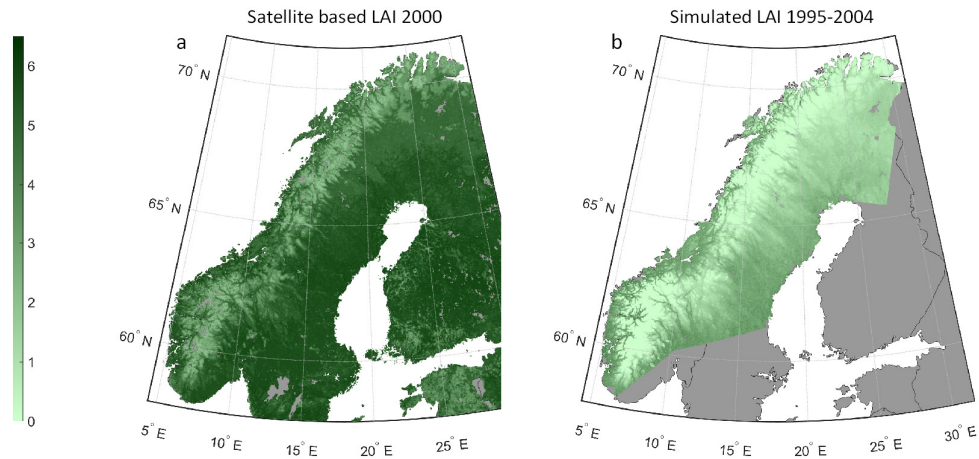 Satellite based LAI 2000
Simulated LAI 1995-2004
a
b
6
5
4
3
2
1
0
70° N
65° N
60° N
5° E
10° E
15° E
20° E
25° E
70° N
65° N
60° N
5° E
10° E
15° E
20° E
25° E
30° E